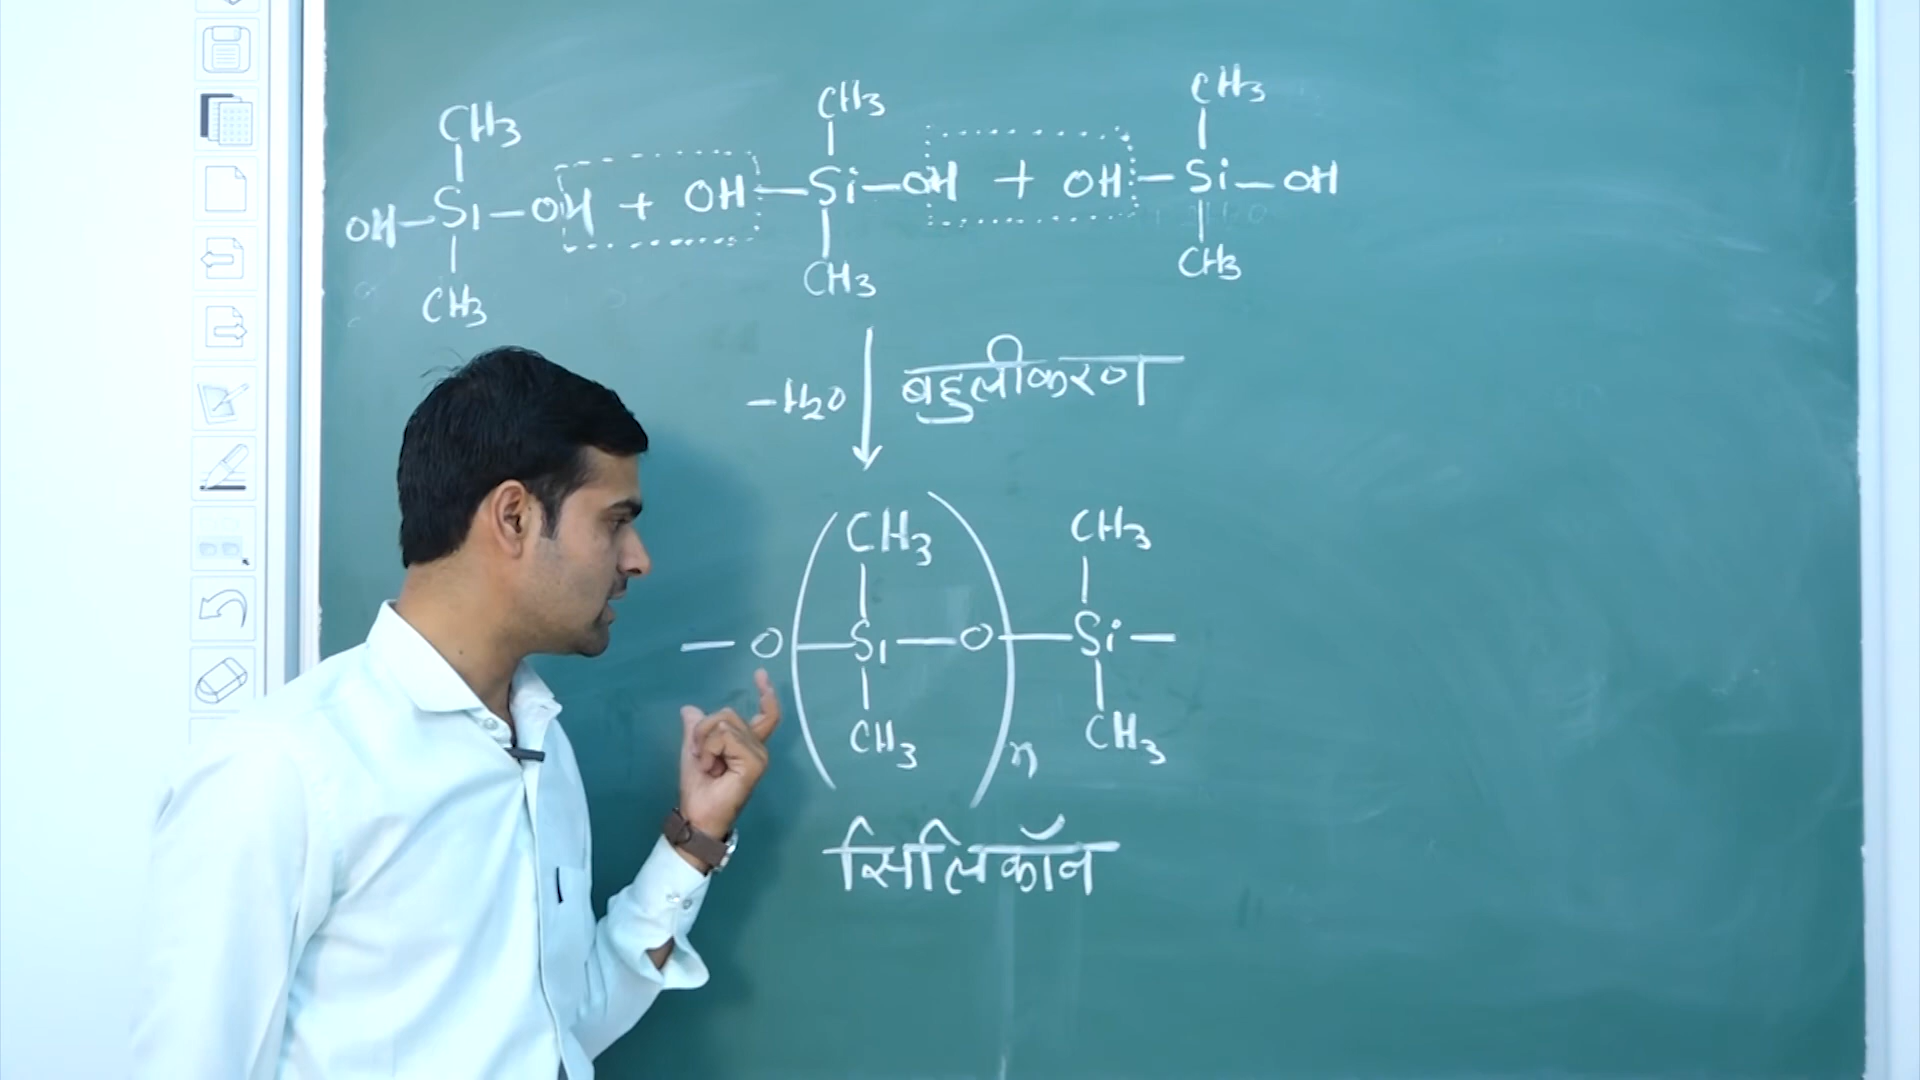 CH3 CH3 CH3
OH—Si—OH + OH—Si—OH + OH—Si—OH
CH3 CH3 CH3
—H2O बहुलीकरण
CH3 CH3
—O(—Si—O)n—Si—
CH3 CH3
सिलिकॉन